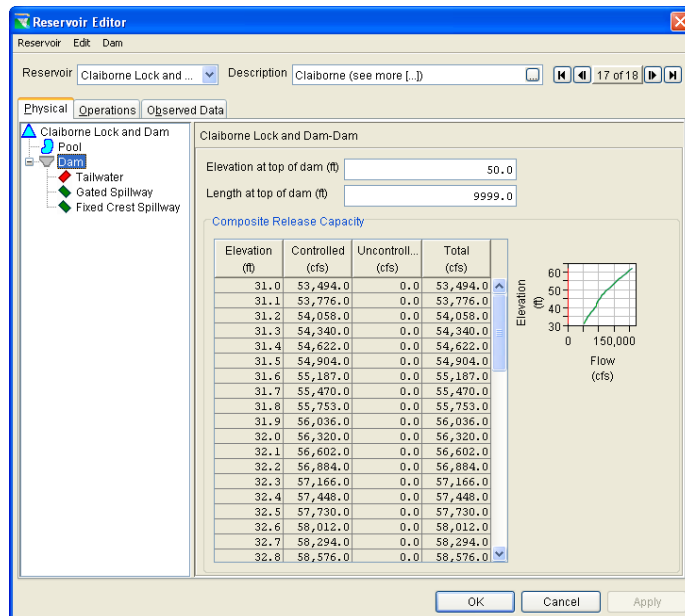 Reservoir Editor
Reservoir Edit Dam
Reservoir Claiborne Lock and ... Description Claiborne (see more [...]) ... 17 of 18
Physical Operations Observed Data
Claiborne Lock and Dam
Pool
Dam
Tailwater
Gated Spillway
Fixed Crest Spillway
Claiborne Lock and Dam-Dam
Elevation at top of dam (ft) 50.0
Length at top of dam (ft) 9999.0
Composite Release Capacity
Elevation Controlled Uncontroll... Total
(ft) (cfs) (cfs) (cfs)
31.0 53,494.0 0.0 53,494.0
31.1 53,776.0 0.0 53,776.0
31.2 54,058.0 0.0 54,058.0
31.3 54,340.0 0.0 54,340.0
31.4 54,622.0 0.0 54,622.0
31.5 54,904.0 0.0 54,904.0
31.6 55,187.0 0.0 55,187.0
31.7 55,470.0 0.0 55,470.0
31.8 55,753.0 0.0 55,753.0
31.9 56,036.0 0.0 56,036.0
32.0 56,320.0 0.0 56,320.0
32.1 56,602.0 0.0 56,602.0
32.2 56,884.0 0.0 56,884.0
32.3 57,166.0 0.0 57,166.0
32.4 57,448.0 0.0 57,448.0
32.5 57,730.0 0.0 57,730.0
32.6 58,012.0 0.0 58,012.0
32.7 58,294.0 0.0 58,294.0
32.8 58,576.0 0.0 58,576.0
Elevation
(ft)
60
50
40
30
0 150,000
Flow
(cfs)
OK Cancel Apply